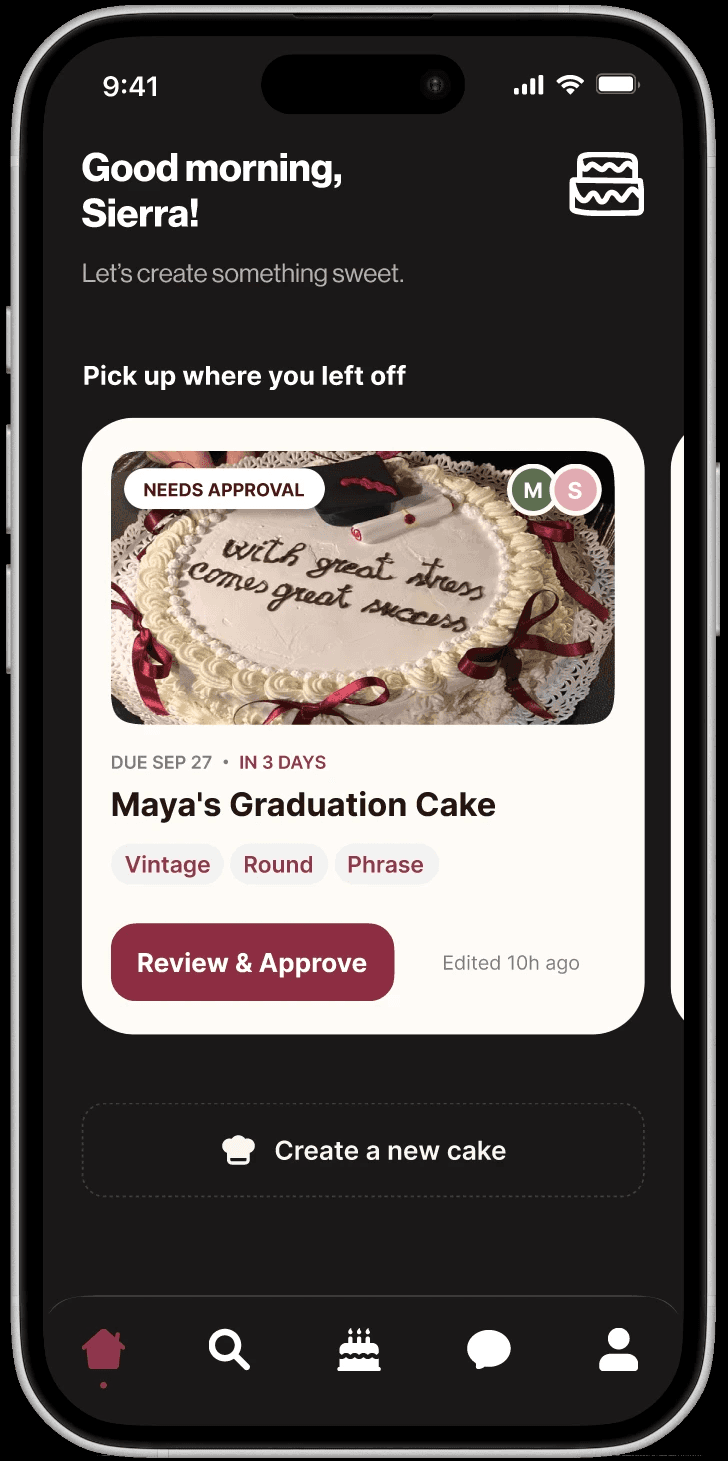 9:41
Good morning,
Sierra!
Let's create something sweet.
Pick up where you left off
NEEDS APPROVAL
M S
with great stress
comes great success
DUE SEP 27 • IN 3 DAYS
Maya's Graduation Cake
Vintage Round Phrase
Review & Approve Edited 10h ago
Create a new cake